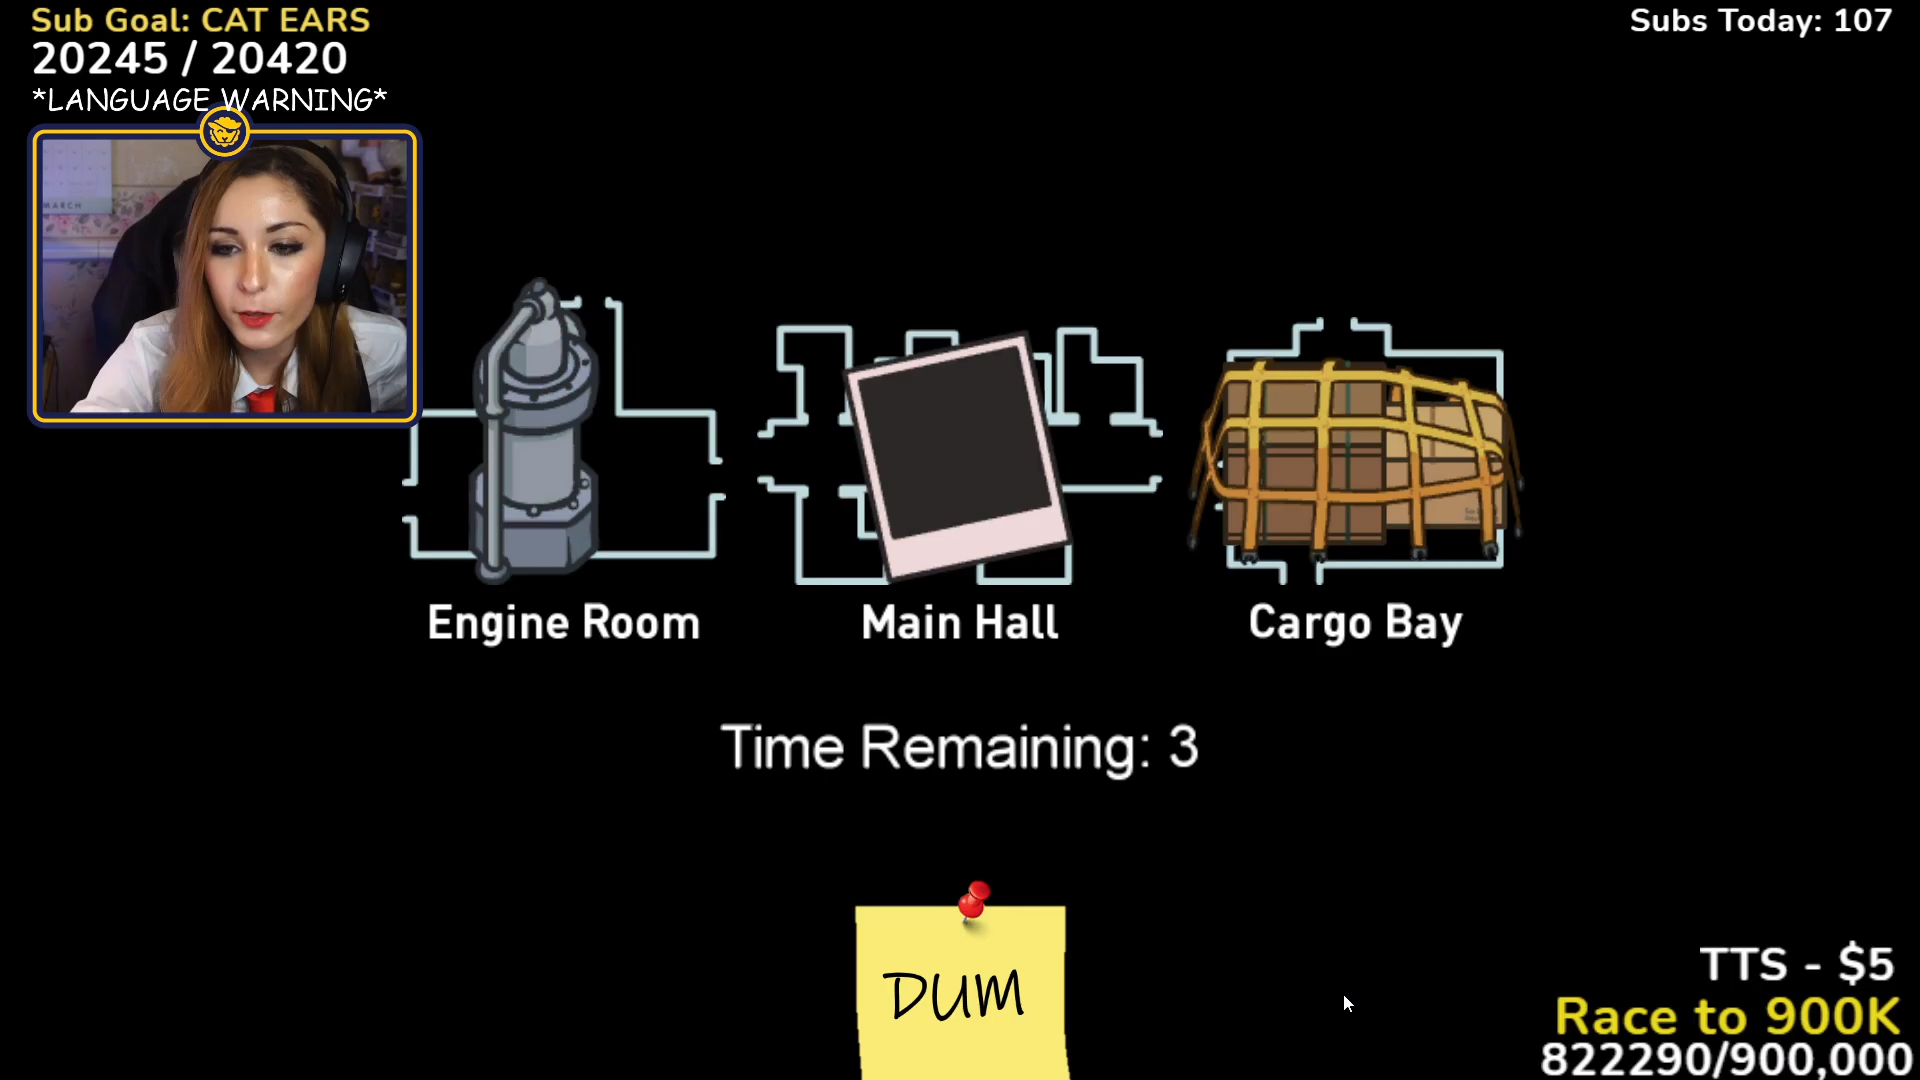 Sub Goal: CAT EARS
20245 / 20420
*LANGUAGE WARNING*
Subs Today: 107
MARCH
Engine Room
Main Hall
Cargo Bay
Time Remaining: 3
DUM
TTS - $5
Race to 900K
822290/900,000